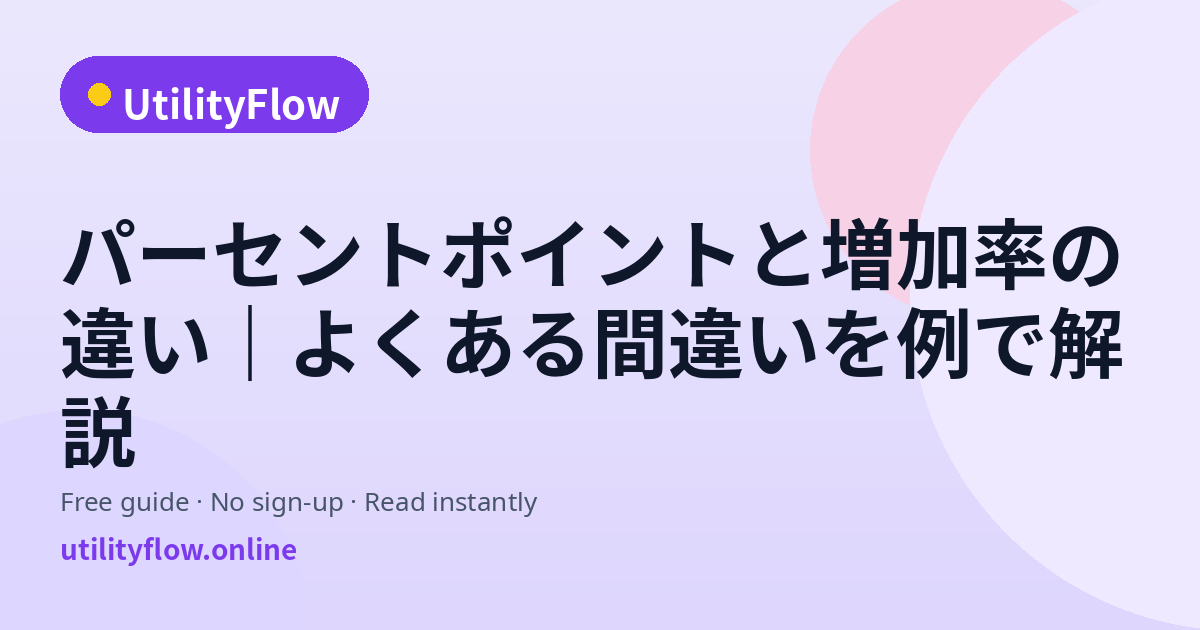 UtilityFlow
パーセントポイントと増加率の
違い｜よくある間違いを例で解
説
Free guide · No sign-up · Read instantly
utilityflow.online